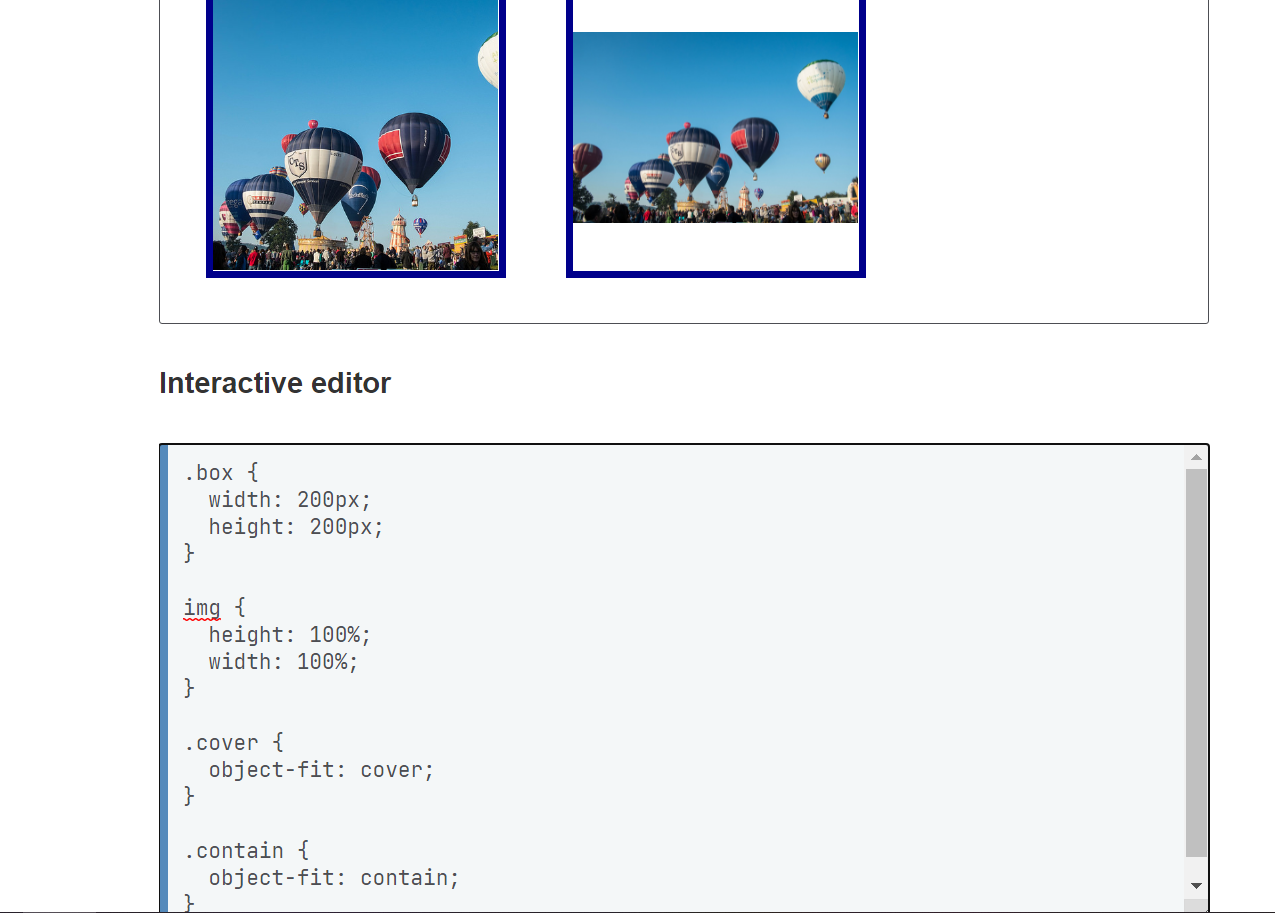 Interactive editor
.box {
  width: 200px;
  height: 200px;
}
img {
  height: 100%;
  width: 100%;
}
.cover {
  object-fit: cover;
}
.contain {
  object-fit: contain;
}